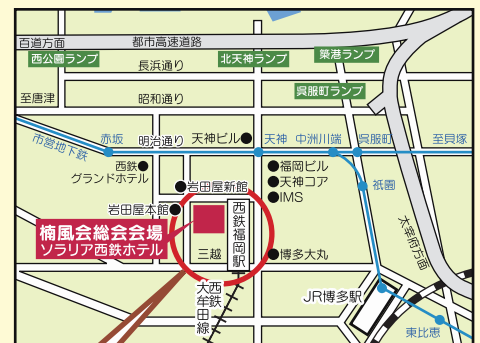 百道方面
都市高速道路
西公園ランプ
北天神ランプ
築港ランプ
長浜通り
呉服町ランプ
至唐津
昭和通り
市営地下鉄
赤坂
明治通り
天神ビル
天神
中洲川端
呉服町
至貝塚
西鉄
グランドホテル
福岡ビル
天神コア
IMS
祇園
岩田屋新館
岩田屋本館
西鉄福岡駅
太宰府方面
楠風会総会会場
ソラリア西鉄ホテル
三越
博多大丸
西鉄
大牟田線
JR博多駅
東比恵